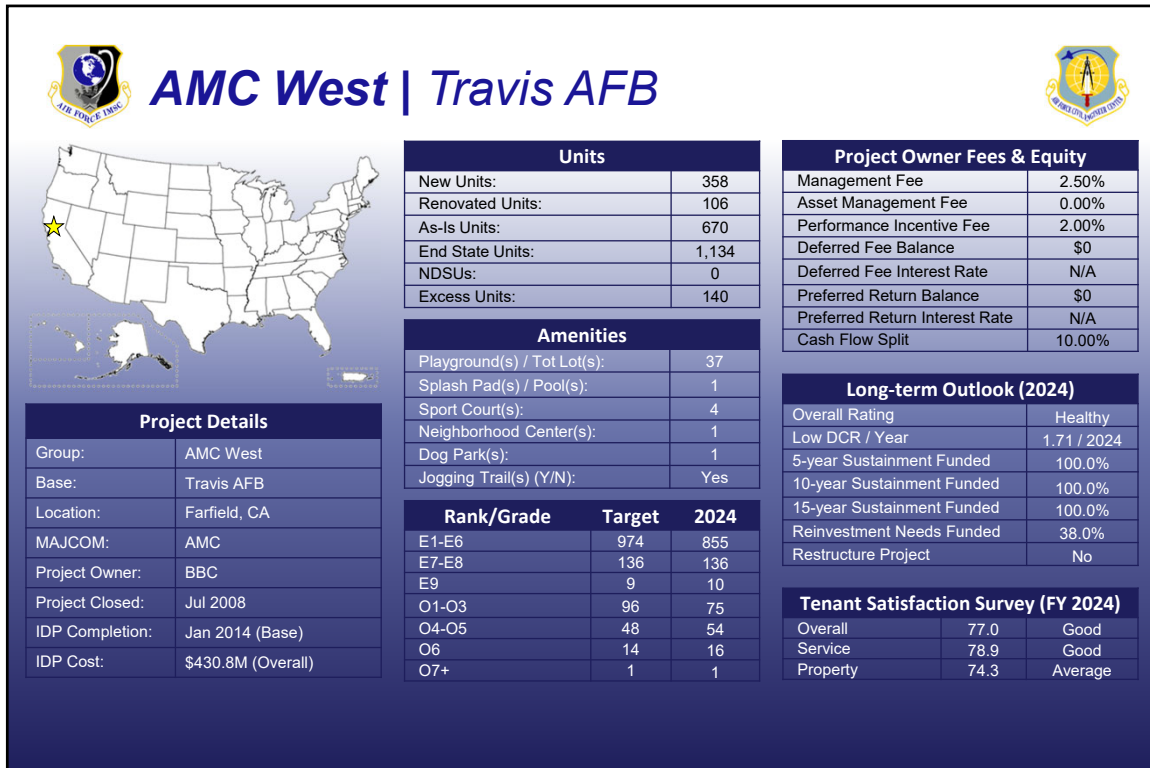 AMC West | Travis AFB
AIR FORCE IMSC
AIR FORCE CIVIL ENGINEER CENTER
Project Details
Group: AMC West
Base: Travis AFB
Location: Farfield, CA
MAJCOM: AMC
Project Owner: BBC
Project Closed: Jul 2008
IDP Completion: Jan 2014 (Base)
IDP Cost: $430.8M (Overall)
Units
New Units: 358
Renovated Units: 106
As-Is Units: 670
End State Units: 1,134
NDSUs: 0
Excess Units: 140
Amenities
Playground(s) / Tot Lot(s): 37
Splash Pad(s) / Pool(s): 1
Sport Court(s): 4
Neighborhood Center(s): 1
Dog Park(s): 1
Jogging Trail(s) (Y/N): Yes
Rank/Grade Target 2024
E1-E6 974 855
E7-E8 136 136
E9 9 10
O1-O3 96 75
O4-O5 48 54
O6 14 16
O7+ 1 1
Project Owner Fees & Equity
Management Fee 2.50%
Asset Management Fee 0.00%
Performance Incentive Fee 2.00%
Deferred Fee Balance $0
Deferred Fee Interest Rate N/A
Preferred Return Balance $0
Preferred Return Interest Rate N/A
Cash Flow Split 10.00%
Long-term Outlook (2024)
Overall Rating Healthy
Low DCR / Year 1.71 / 2024
5-year Sustainment Funded 100.0%
10-year Sustainment Funded 100.0%
15-year Sustainment Funded 100.0%
Reinvestment Needs Funded 38.0%
Restructure Project No
Tenant Satisfaction Survey (FY 2024)
Overall 77.0 Good
Service 78.9 Good
Property 74.3 Average